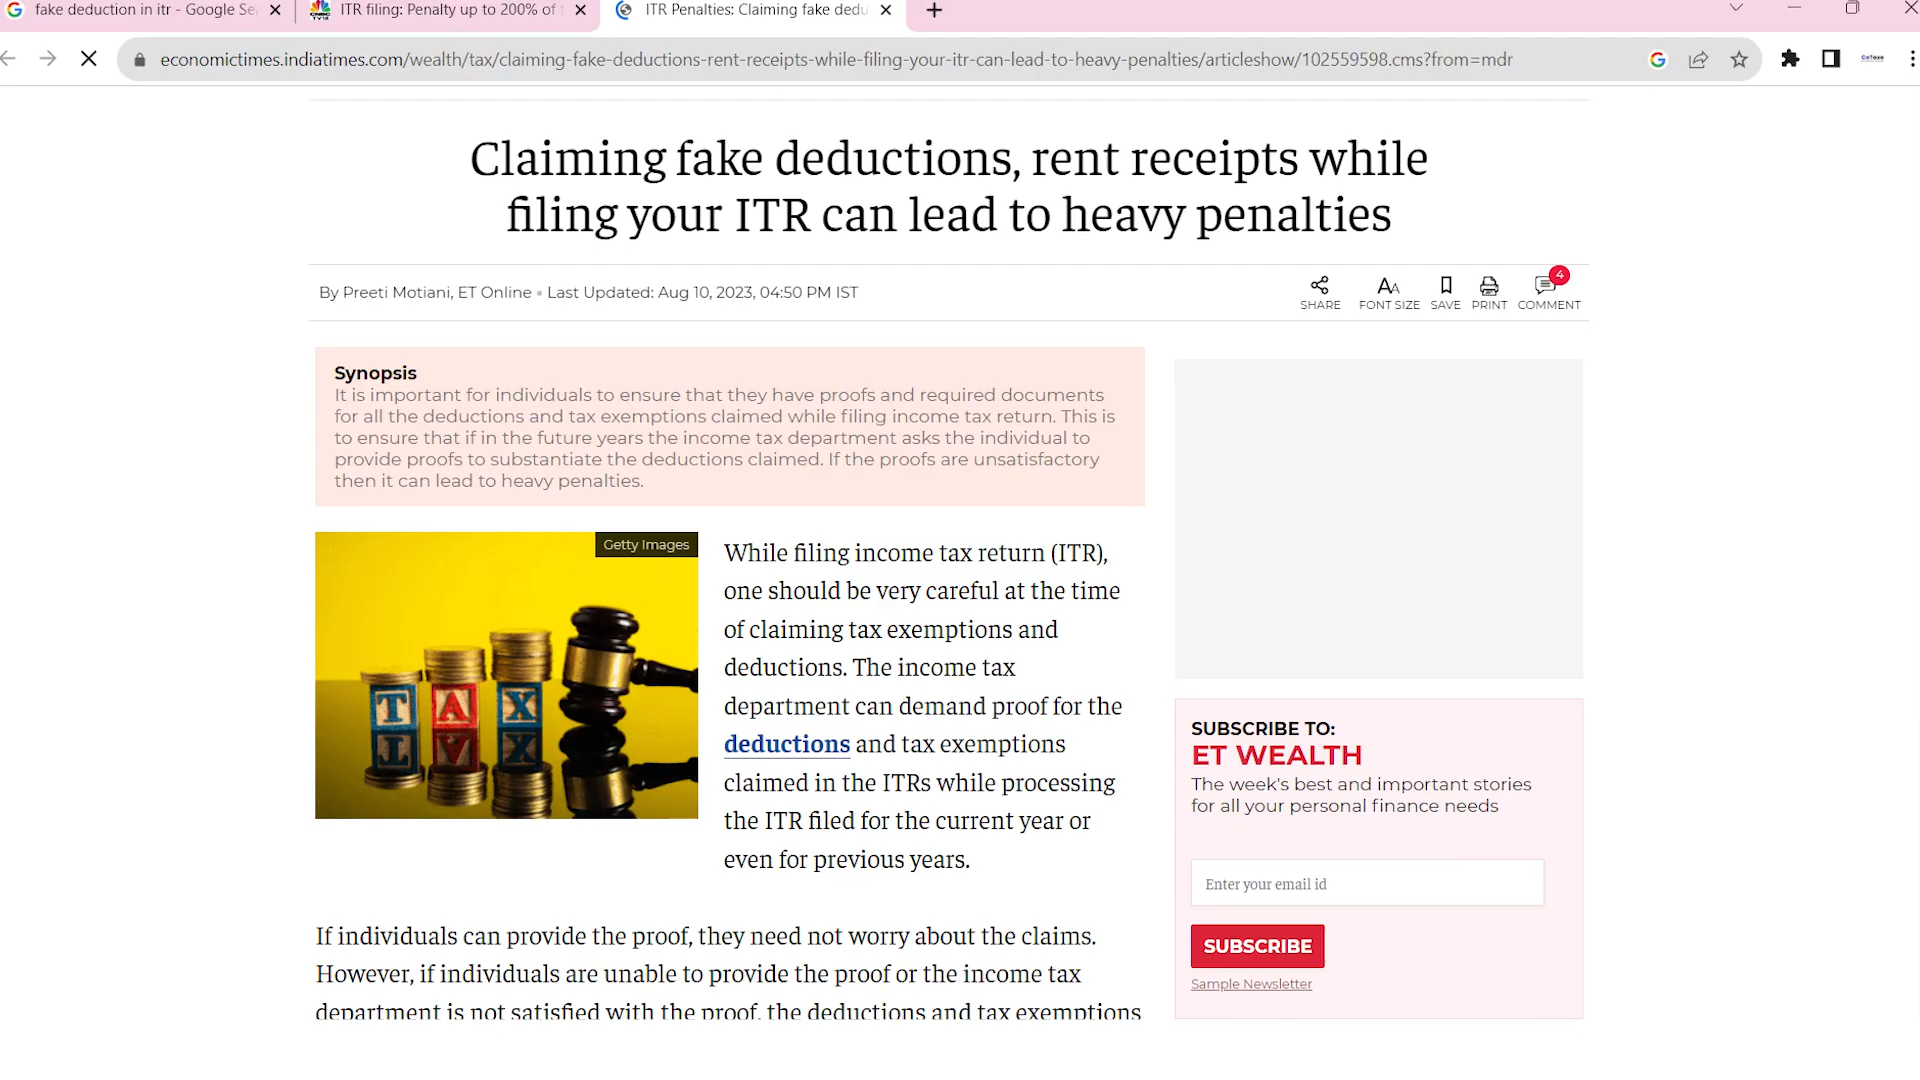 fake deduction in itr - Google Se
ITR filing: Penalty up to 200% of
ITR Penalties: Claiming fake dedu
economictimes.indiatimes.com/wealth/tax/claiming-fake-deductions-rent-receipts-while-filing-your-itr-can-lead-to-heavy-penalties/articleshow/102559598.cms?from=mdr
Claiming fake deductions, rent receipts while
filing your ITR can lead to heavy penalties
By Preeti Motiani, ET Online • Last Updated: Aug 10, 2023, 04:50 PM IST
4
SHARE FONT SIZE SAVE PRINT COMMENT
Synopsis
It is important for individuals to ensure that they have proofs and required documents
for all the deductions and tax exemptions claimed while filing income tax return. This is
to ensure that if in the future years the income tax department asks the individual to
provide proofs to substantiate the deductions claimed. If the proofs are unsatisfactory
then it can lead to heavy penalties.
Getty Images
TAX
While filing income tax return (ITR),
one should be very careful at the time
of claiming tax exemptions and
deductions. The income tax
department can demand proof for the
deductions and tax exemptions
claimed in the ITRs while processing
the ITR filed for the current year or
even for previous years.
If individuals can provide the proof, they need not worry about the claims.
However, if individuals are unable to provide the proof or the income tax
department is not satisfied with the proof, the deductions and tax exemptions
SUBSCRIBE TO:
ET WEALTH
The week's best and important stories
for all your personal finance needs
Enter your email id
SUBSCRIBE
Sample Newsletter